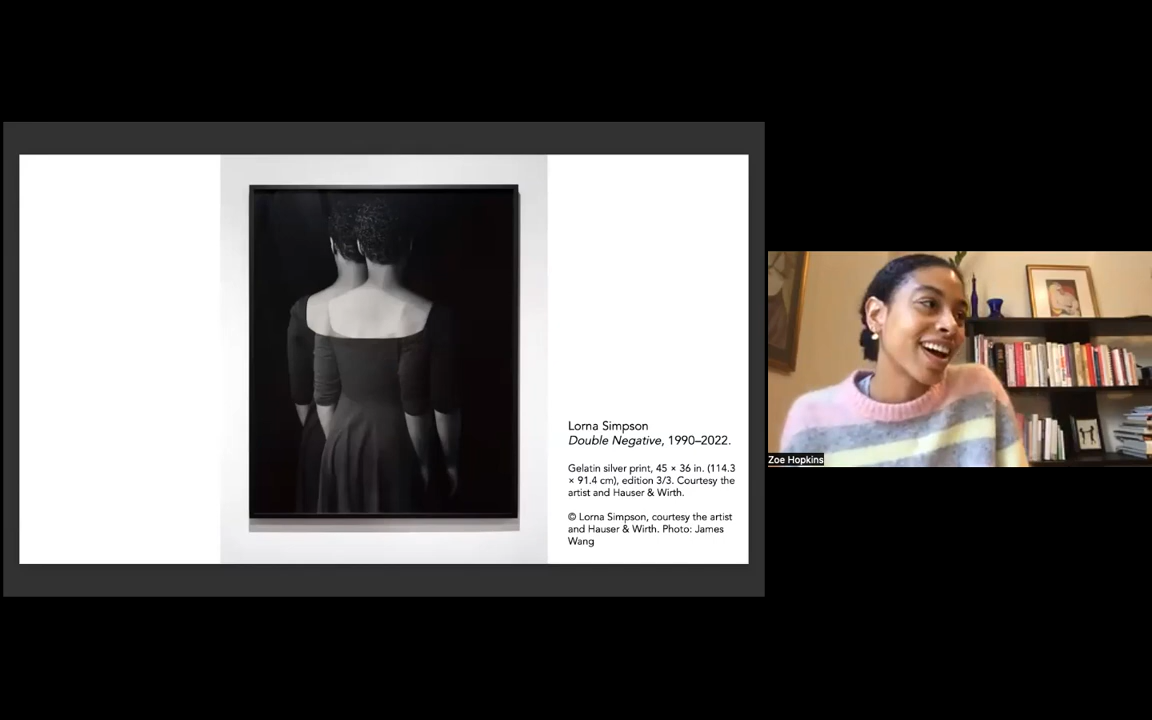 Lorna Simpson
Double Negative, 1990–2022.
Gelatin silver print, 45 × 36 in. (114.3
× 91.4 cm), edition 3/3. Courtesy the
artist and Hauser & Wirth.
© Lorna Simpson, courtesy the artist
and Hauser & Wirth. Photo: James
Wang
Zoe Hopkins